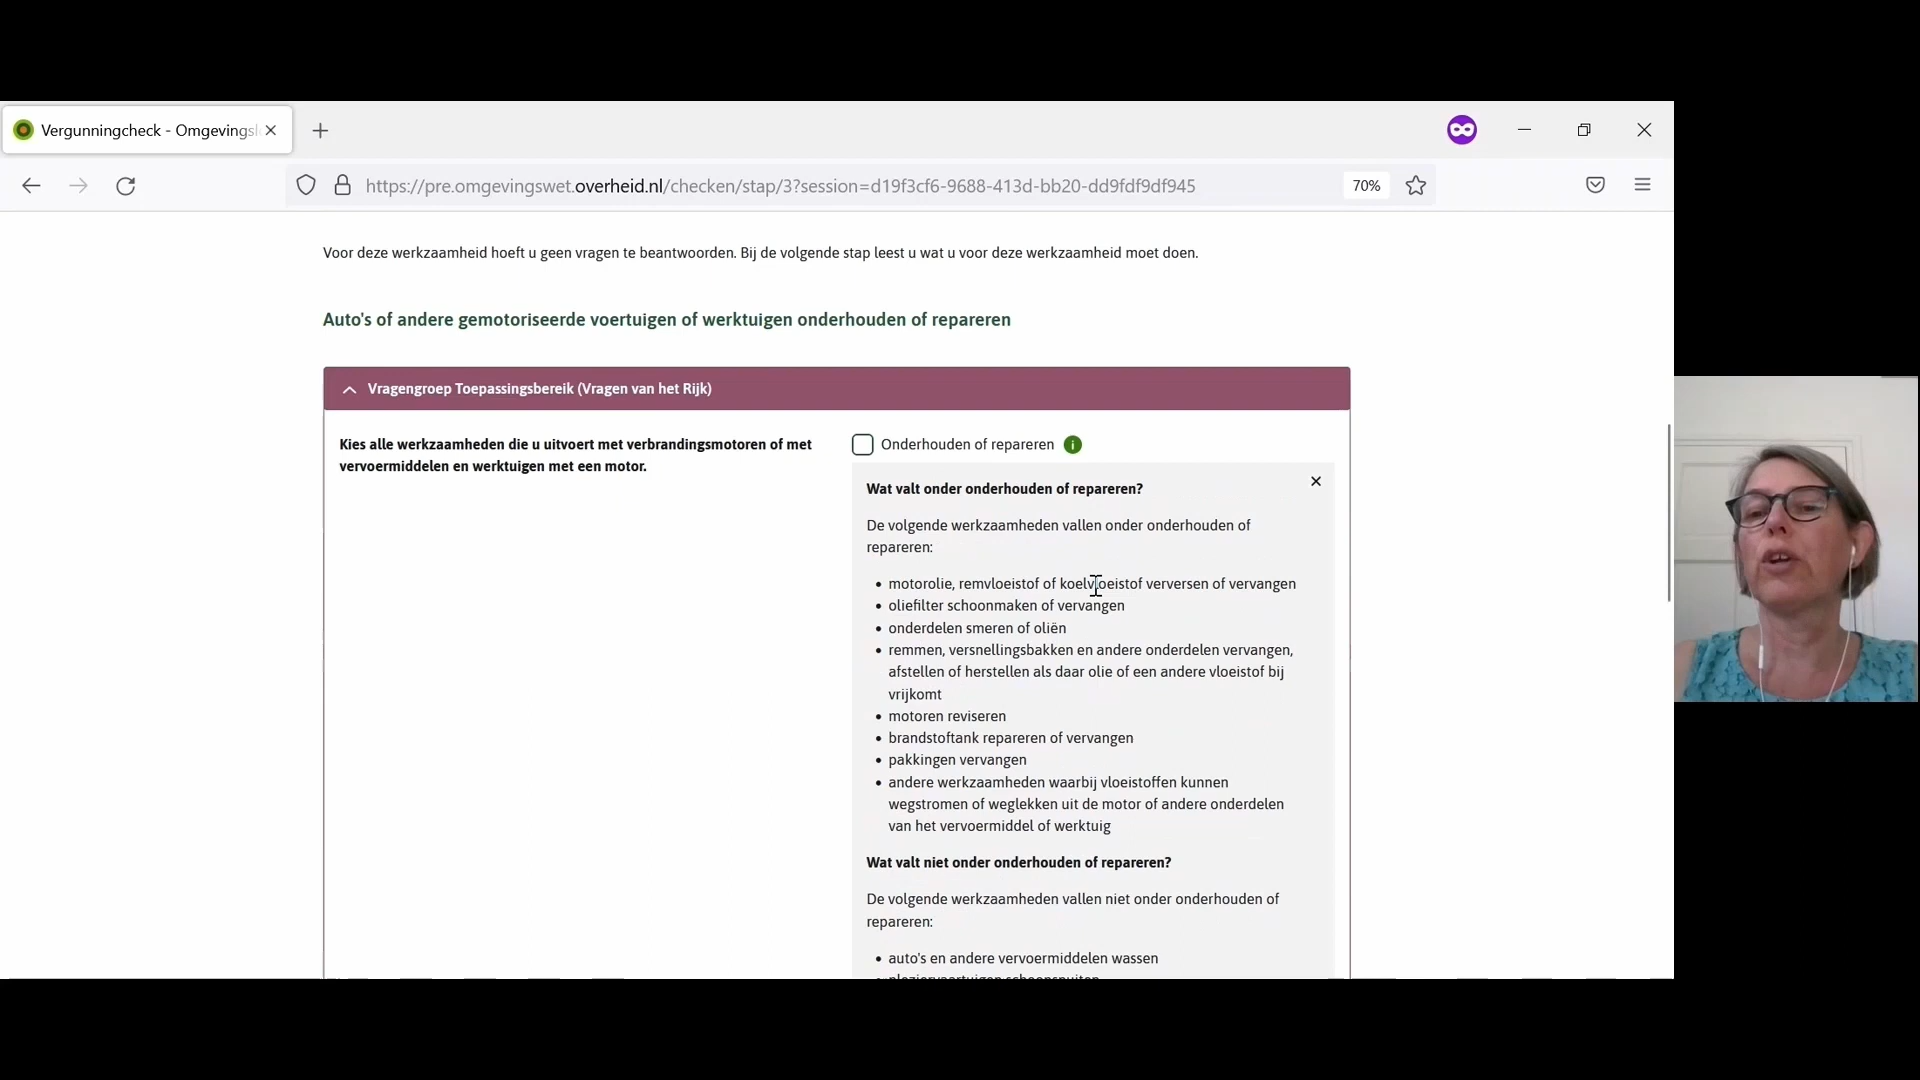 Vergunningcheck - Omgevingsl
https://pre.omgevingswet.overheid.nl/checken/stap/3?session=d19f3cf6-9688-413d-bb20-dd9fdf9df945
70%
Voor deze werkzaamheid hoeft u geen vragen te beantwoorden. Bij de volgende stap leest u wat u voor deze werkzaamheid moet doen.
Auto's of andere gemotoriseerde voertuigen of werktuigen onderhouden of repareren
Vragengroep Toepassingsbereik (Vragen van het Rijk)
Kies alle werkzaamheden die u uitvoert met verbrandingsmotoren of met
vervoermiddelen en werktuigen met een motor.
Onderhouden of repareren i
Wat valt onder onderhouden of repareren?
De volgende werkzaamheden vallen onder onderhouden of
repareren:
• motorolie, remvloeistof of koelvloeistof verversen of vervangen
• oliefilter schoonmaken of vervangen
• onderdelen smeren of oliën
• remmen, versnellingsbakken en andere onderdelen vervangen,
afstellen of herstellen als daar olie of een andere vloeistof bij
vrijkomt
• motoren reviseren
• brandstoftank repareren of vervangen
• pakkingen vervangen
• andere werkzaamheden waarbij vloeistoffen kunnen
wegstromen of weglekken uit de motor of andere onderdelen
van het vervoermiddel of werktuig
Wat valt niet onder onderhouden of repareren?
De volgende werkzaamheden vallen niet onder onderhouden of
repareren:
• auto's en andere vervoermiddelen wassen
• pleziervaartuigen schoonspuiten